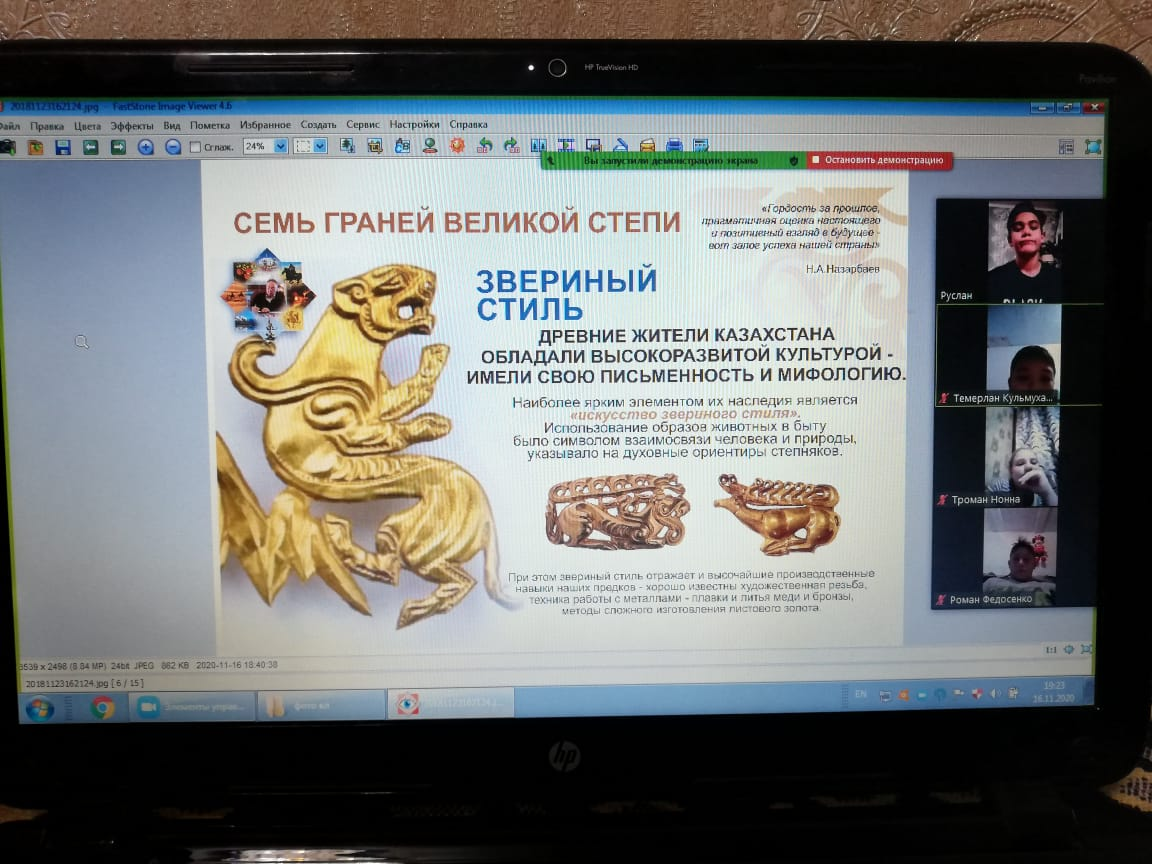 HP TrueVision HD
Pavilion
20181123162124.jpg - FastStone Image Viewer 4.6
Файл Правка Цвета Эффекты Вид Пометка Избранное Создать Сервис Настройки Справка
Сглаж. 24%
Вы запустили демонстрацию экрана
Остановить демонстрацию
СЕМЬ ГРАНЕЙ ВЕЛИКОЙ СТЕПИ
«Гордость за прошлое,
прагматичная оценка настоящего
и позитивный взгляд в будущее -
вот залог успеха нашей страны»
Н.А.Назарбаев
ЗВЕРИНЫЙ
СТИЛЬ
ДРЕВНИЕ ЖИТЕЛИ КАЗАХСТАНА
ОБЛАДАЛИ ВЫСОКОРАЗВИТОЙ КУЛЬТУРОЙ -
ИМЕЛИ СВОЮ ПИСЬМЕННОСТЬ И МИФОЛОГИЮ.
Наиболее ярким элементом их наследия является
«искусство звериного стиля».
Использование образов животных в быту
было символом взаимосвязи человека и природы,
указывало на духовные ориентиры степняков.
При этом звериный стиль отражает и высочайшие производственные
навыки наших предков - хорошо известны художественная резьба,
техника работы с металлами - плавки и литья меди и бронзы,
методы сложного изготовления листового золота.
Руслан
Темерлан Кульмуха...
Троман Нонна
Роман Федосенко
3539 x 2498 (8.84 MP) 24bit JPEG 862 KB 2020-11-16 18:40:38
1:1
20181123162124.jpg [ 6 / 15 ]
Элементы управ...
фото вл
20181123162124.j...
EN
19:23
16.11.2020
hp